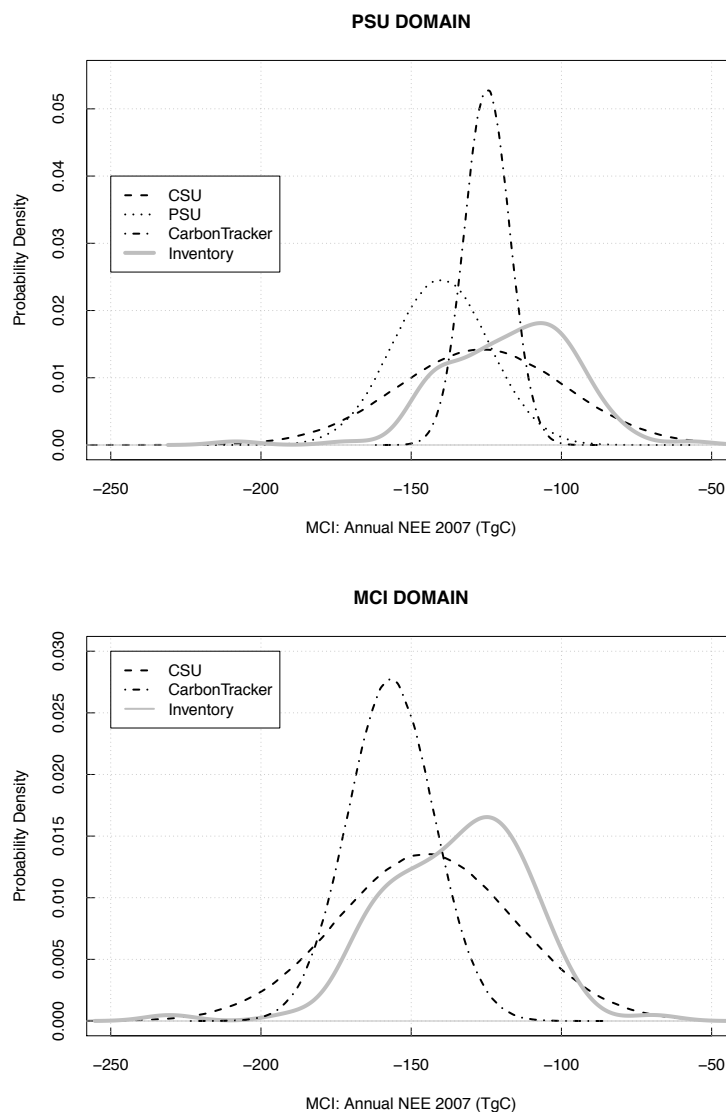 PSU DOMAIN
Probability Density
0.05
0.04
0.03
0.02
0.01
0.00
CSU
PSU
CarbonTracker
Inventory
−250 −200 −150 −100 −50
MCI: Annual NEE 2007 (TgC)
MCI DOMAIN
Probability Density
0.030
0.025
0.020
0.015
0.010
0.005
0.000
CSU
CarbonTracker
Inventory
−250 −200 −150 −100 −50
MCI: Annual NEE 2007 (TgC)